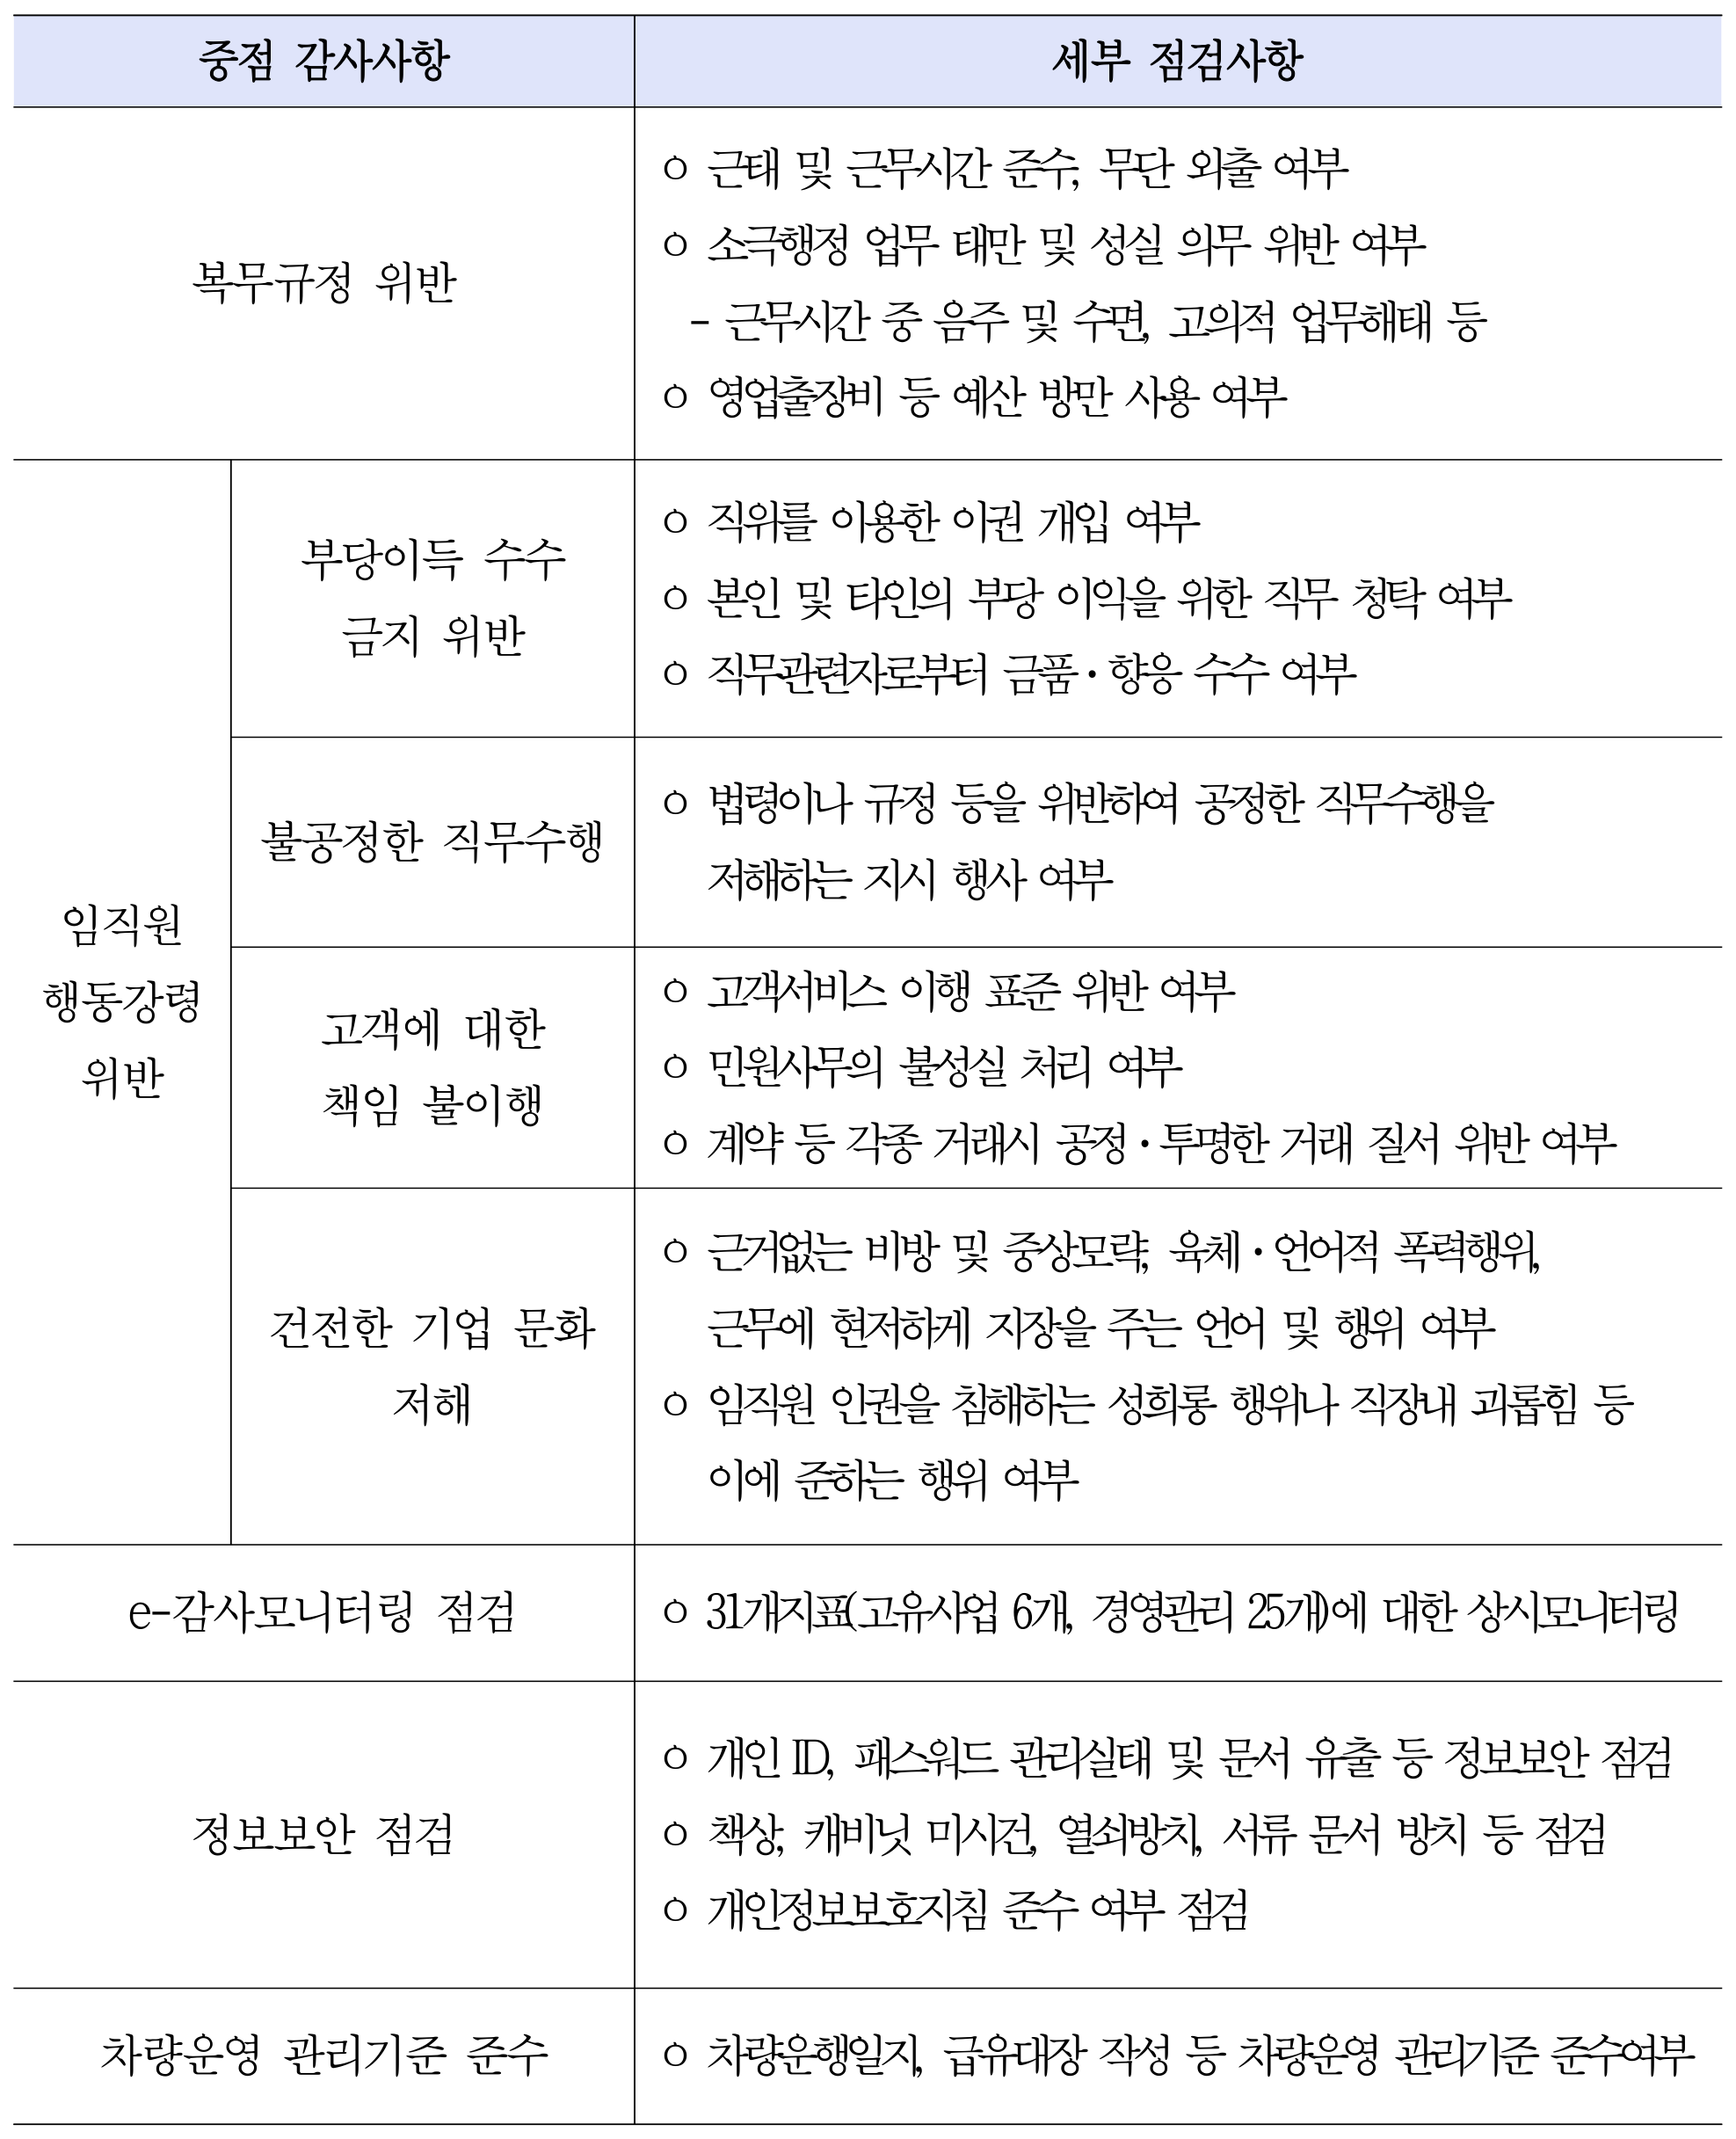 중점 감사사항
세부 점검사항
복무규정 위반
○ 근태 및 근무시간 준수, 무단 외출 여부
○ 소극행정 업무 태만 및 성실 의무 위반 여부
- 근무시간 중 음주 및 수면, 고의적 업무해태 등
○ 영업출장비 등 예산 방만 사용 여부
임직원
행동강령
위반
부당이득 수수
금지 위반
○ 직위를 이용한 이권 개입 여부
○ 본인 및 타인의 부당 이익을 위한 직무 청탁 여부
○ 직무관련자로부터 금품·향응 수수 여부
불공정한 직무수행
○ 법령이나 규정 등을 위반하여 공정한 직무수행을
저해하는 지시 행사 여부
고객에 대한
책임 불이행
○ 고객서비스 이행 표준 위반 여부
○ 민원사무의 불성실 처리 여부
○ 계약 등 각종 거래시 공정·투명한 거래 질서 위반 여부
건전한 기업 문화
저해
○ 근거없는 비방 및 중상모략, 육체·언어적 폭력행위,
근무에 현저하게 지장을 주는 언어 및 행위 여부
○ 임직원 인권을 침해하는 성희롱 행위나 직장내 괴롭힘 등
이에 준하는 행위 여부
e-감사모니터링 점검
○ 31개지표(고유사업 6개, 경영관리 25개)에 대한 상시모니터링
정보보안 점검
○ 개인 ID, 패스워드 관리실태 및 문서 유출 등 정보보안 점검
○ 책상, 캐비닛 미시건, 열쇠방치, 서류 문서 방치 등 점검
○ 개인정보보호지침 준수 여부 점검
차량운영 관리기준 준수
○ 차량운행일지, 급유대장 작성 등 차량운영 관리기준 준수여부